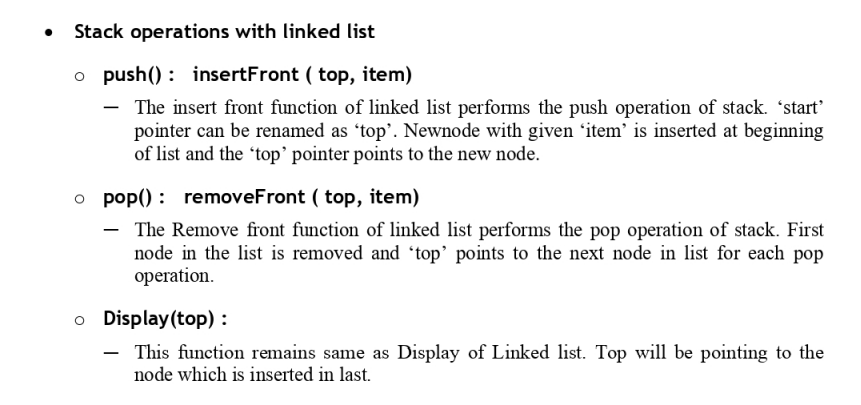 • Stack operations with linked list
o push() : insertFront ( top, item)
— The insert front function of linked list performs the push operation of stack. ‘start’
pointer can be renamed as ‘top’. Newnode with given ‘item’ is inserted at beginning
of list and the ‘top’ pointer points to the new node.
o pop() : removeFront ( top, item)
— The Remove front function of linked list performs the pop operation of stack. First
node in the list is removed and ‘top’ points to the next node in list for each pop
operation.
o Display(top) :
— This function remains same as Display of Linked list. Top will be pointing to the
node which is inserted in last.